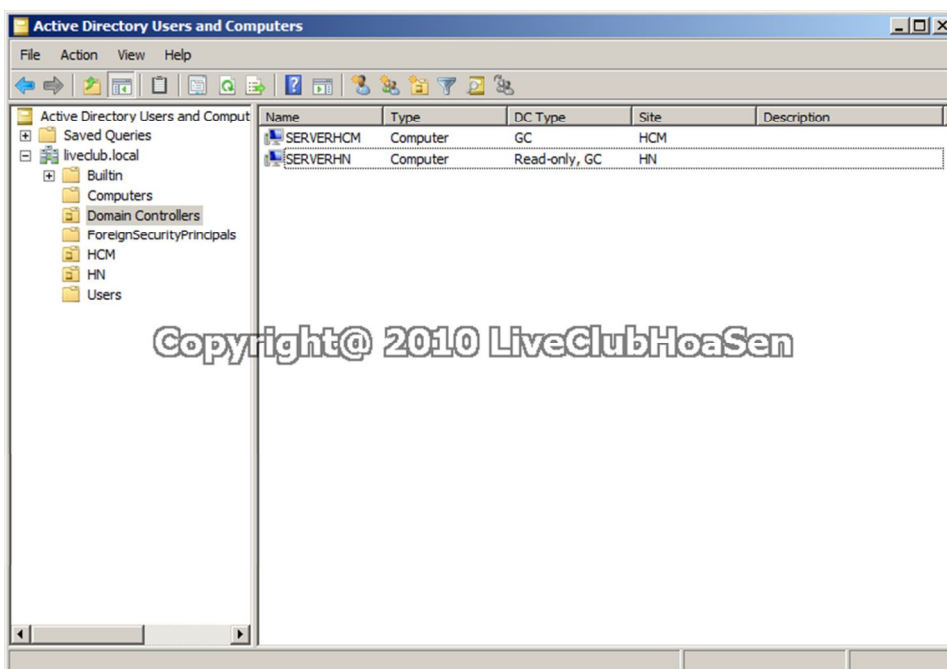 Active Directory Users and Computers
File Action View Help
Active Directory Users and Comput
Saved Queries
liveclub.local
Builtin
Computers
Domain Controllers
ForeignSecurityPrincipals
HCM
HN
Users
Name Type DC Type Site Description
SERVERHCM Computer GC HCM
SERVERHN Computer Read-only, GC HN
Copyright@ 2010 LiveClubHoaSen